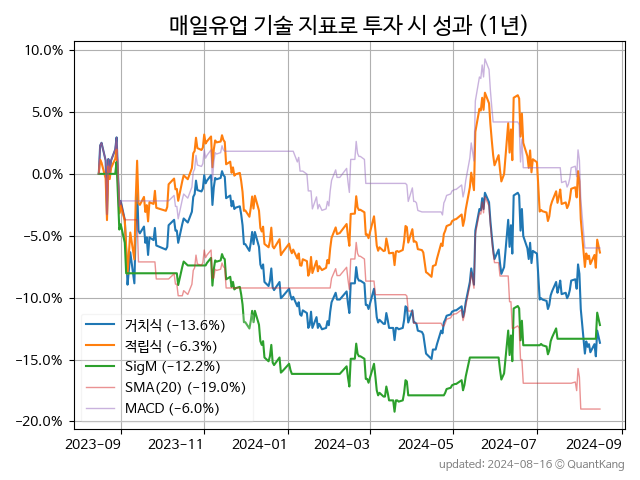 매일유업 기술 지표로 투자 시 성과 (1년)
10.0%
5.0%
0.0%
−5.0%
−10.0%
−15.0%
−20.0%
거치식 (−13.6%)
적립식 (−6.3%)
SigM (−12.2%)
SMA(20) (−19.0%)
MACD (−6.0%)
2023-09 2023-11 2024-01 2024-03 2024-05 2024-07 2024-09
updated: 2024-08-16 © QuantKang